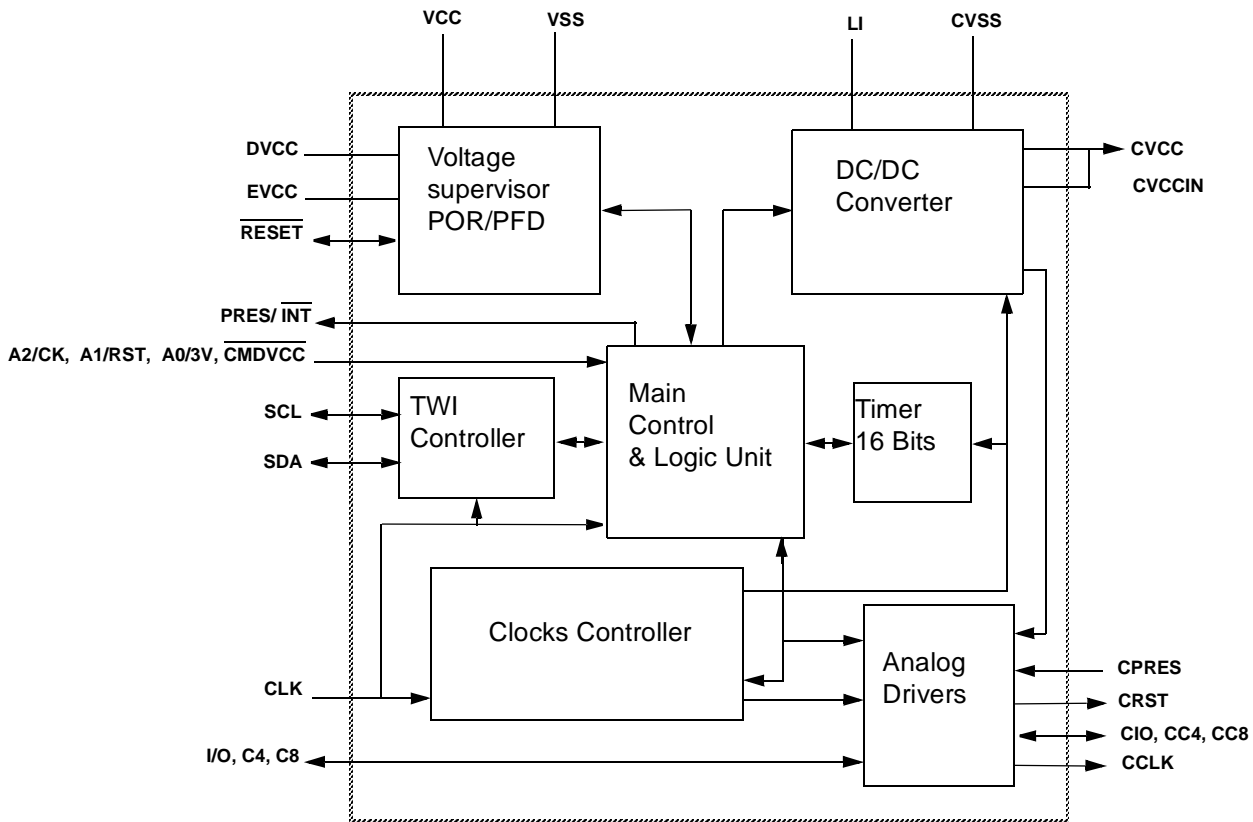 VCC
VSS
LI
CVSS
DVCC
EVCC
RESET
Voltage
supervisor
POR/PFD
DC/DC
Converter
CVCC
CVCCIN
PRES/ INT
A2/CK, A1/RST, A0/3V, CMDVCC
SCL
SDA
TWI
Controller
Main
Control
& Logic Unit
Timer
16 Bits
Clocks Controller
Analog
Drivers
CLK
I/O, C4, C8
CPRES
CRST
CIO, CC4, CC8
CCLK